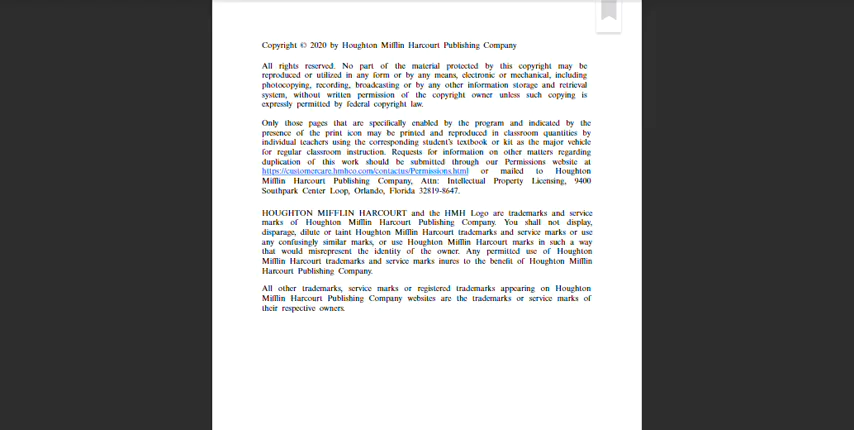 Copyright © 2020 by Houghton Mifflin Harcourt Publishing Company
All rights reserved. No part of the material protected by this copyright may be
reproduced or utilized in any form or by any means, electronic or mechanical, including
photocopying, recording, broadcasting or by any other information storage and retrieval
system, without written permission of the copyright owner unless such copying is
expressly permitted by federal copyright law.
Only those pages that are specifically enabled by the program and indicated by the
presence of the print icon may be printed and reproduced in classroom quantities by
individual teachers using the corresponding student's textbook or kit as the major vehicle
for regular classroom instruction. Requests for information on other matters regarding
duplication of this work should be submitted through our Permissions website at
https://customercare.hmhco.com/contactus/Permissions.html or mailed to Houghton
Mifflin Harcourt Publishing Company, Attn: Intellectual Property Licensing, 9400
Southpark Center Loop, Orlando, Florida 32819-8647.
HOUGHTON MIFFLIN HARCOURT and the HMH Logo are trademarks and service
marks of Houghton Mifflin Harcourt Publishing Company. You shall not display,
disparage, dilute or taint Houghton Mifflin Harcourt trademarks and service marks or use
any confusingly similar marks, or use Houghton Mifflin Harcourt marks in such a way
that would misrepresent the identity of the owner. Any permitted use of Houghton
Mifflin Harcourt trademarks and service marks inures to the benefit of Houghton Mifflin
Harcourt Publishing Company.
All other trademarks, service marks or registered trademarks appearing on Houghton
Mifflin Harcourt Publishing Company websites are the trademarks or service marks of
their respective owners.